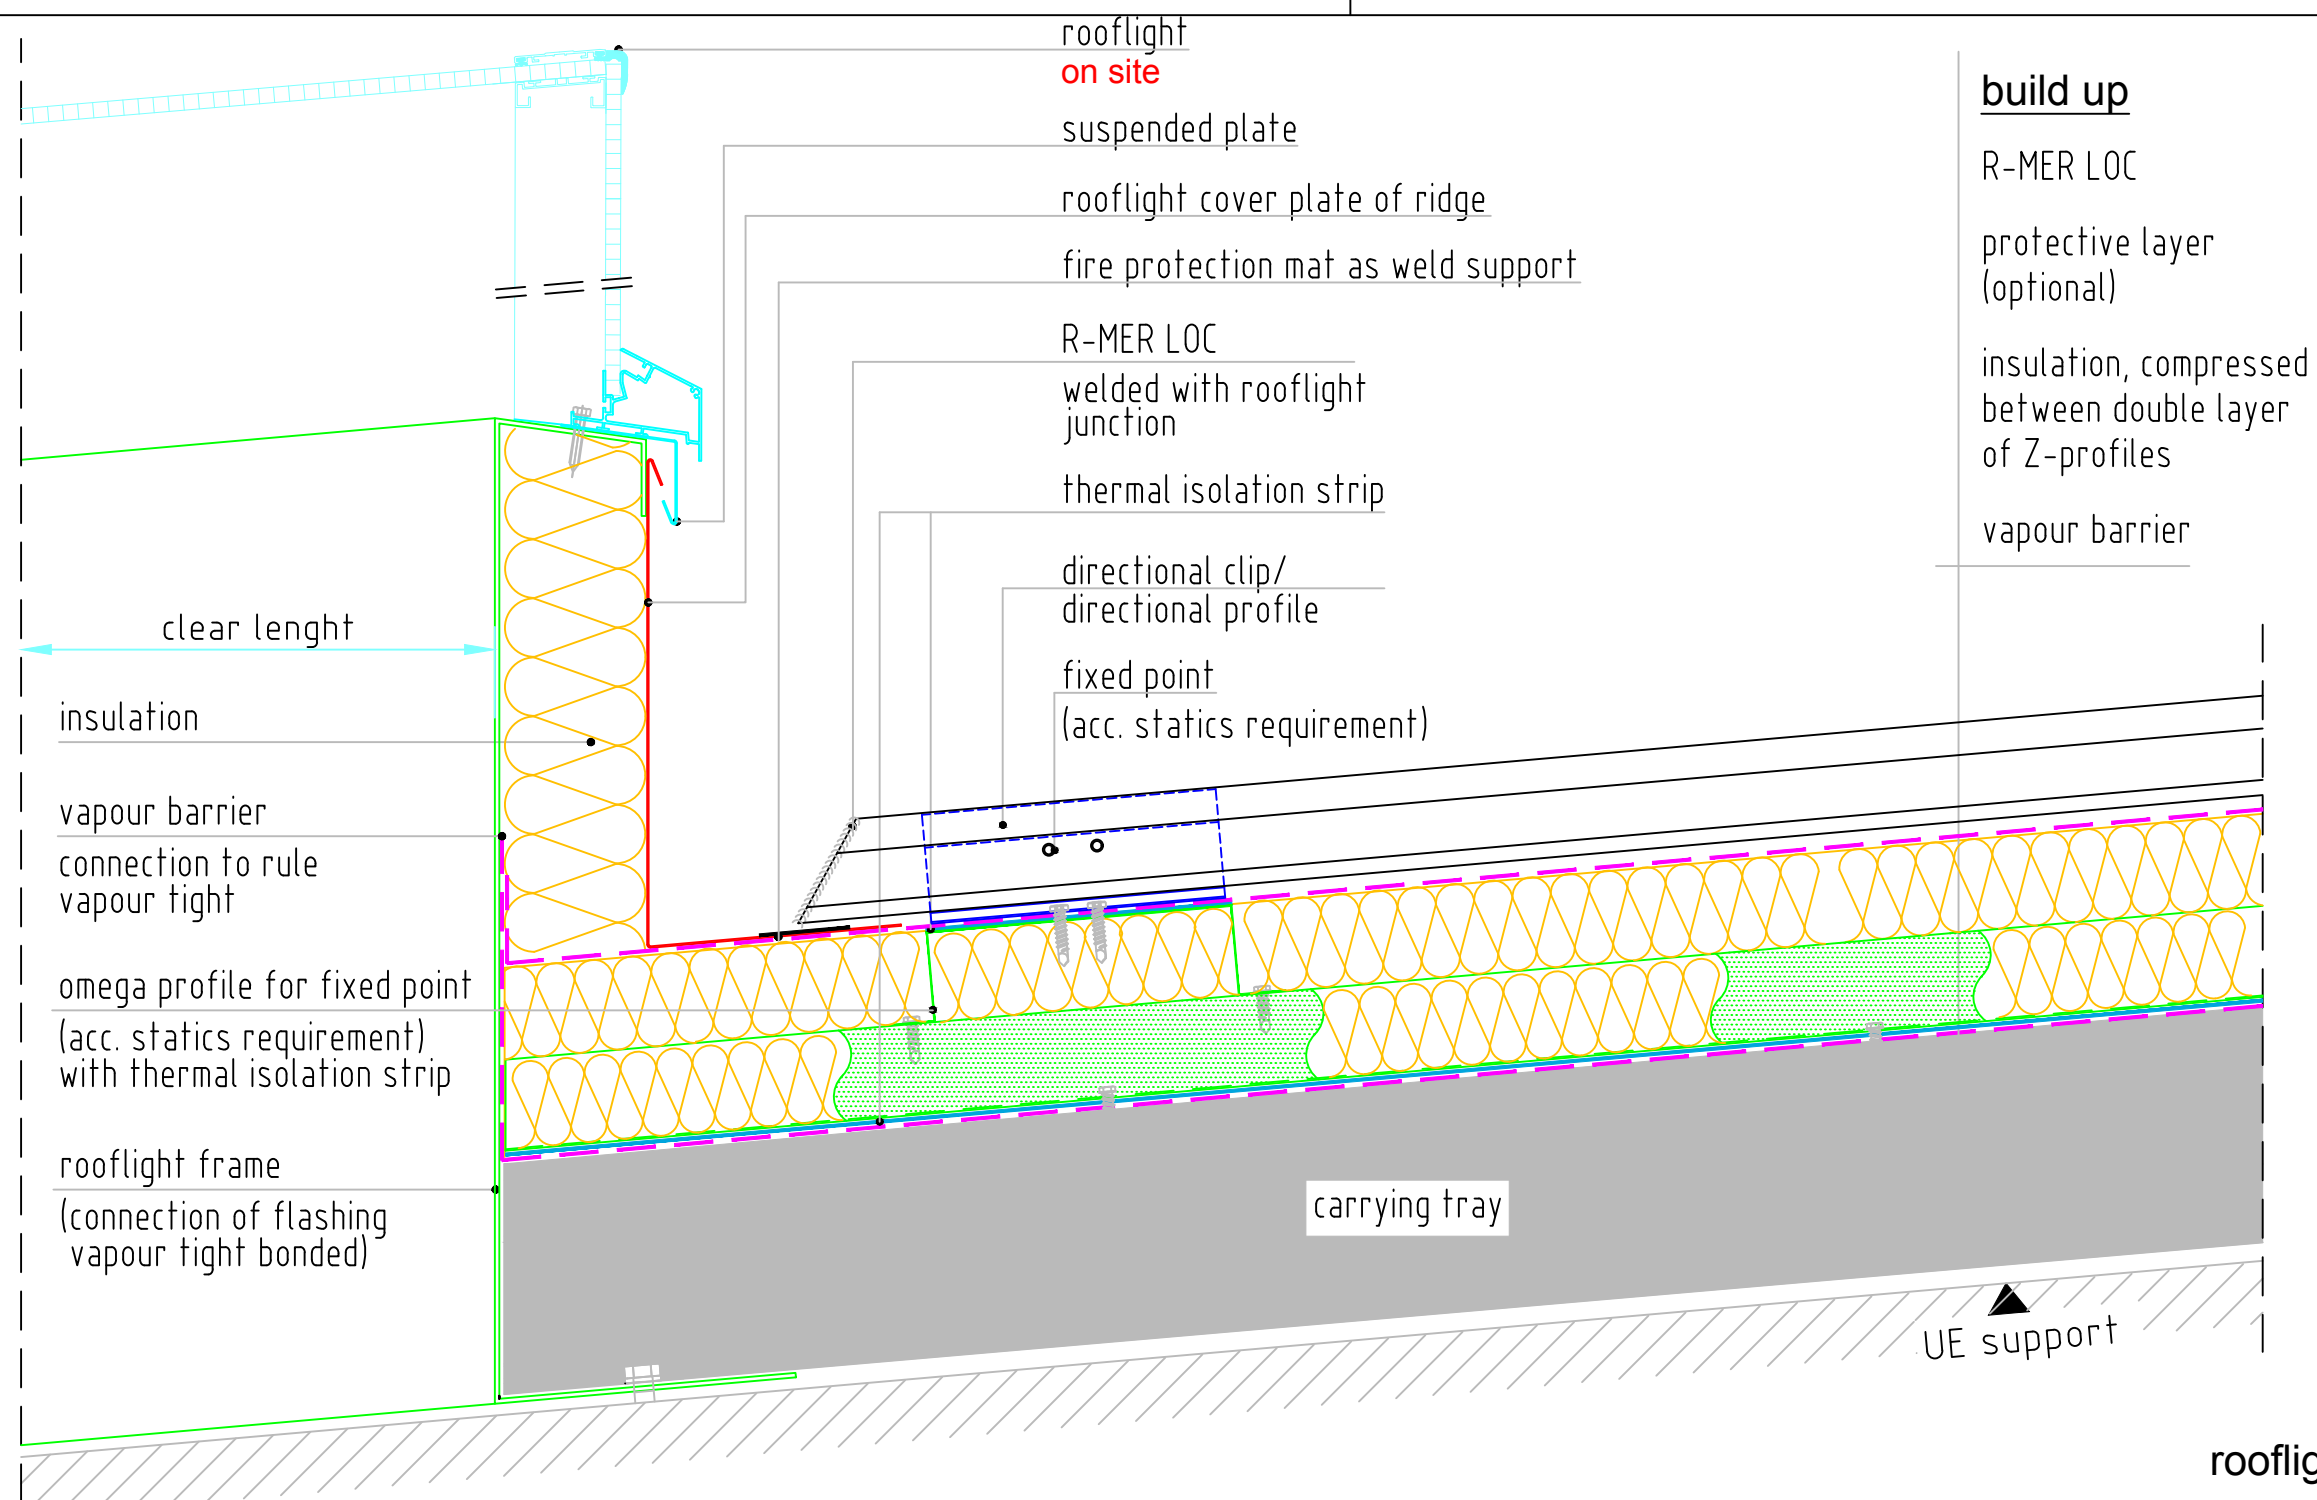 rooflight
on site
suspended plate
rooflight cover plate of ridge
fire protection mat as weld support
R-MER LOC
welded with rooflight
junction
thermal isolation strip
directional clip/
directional profile
fixed point
(acc. statics requirement)
build up
R-MER LOC
protective layer
(optional)
insulation, compressed
between double layer
of Z-profiles
vapour barrier
clear lenght
insulation
vapour barrier
connection to rule
vapour tight
omega profile for fixed point
(acc. statics requirement)
with thermal isolation strip
rooflight frame
(connection of flashing
vapour tight bonded)
carrying tray
UE support
rooflig